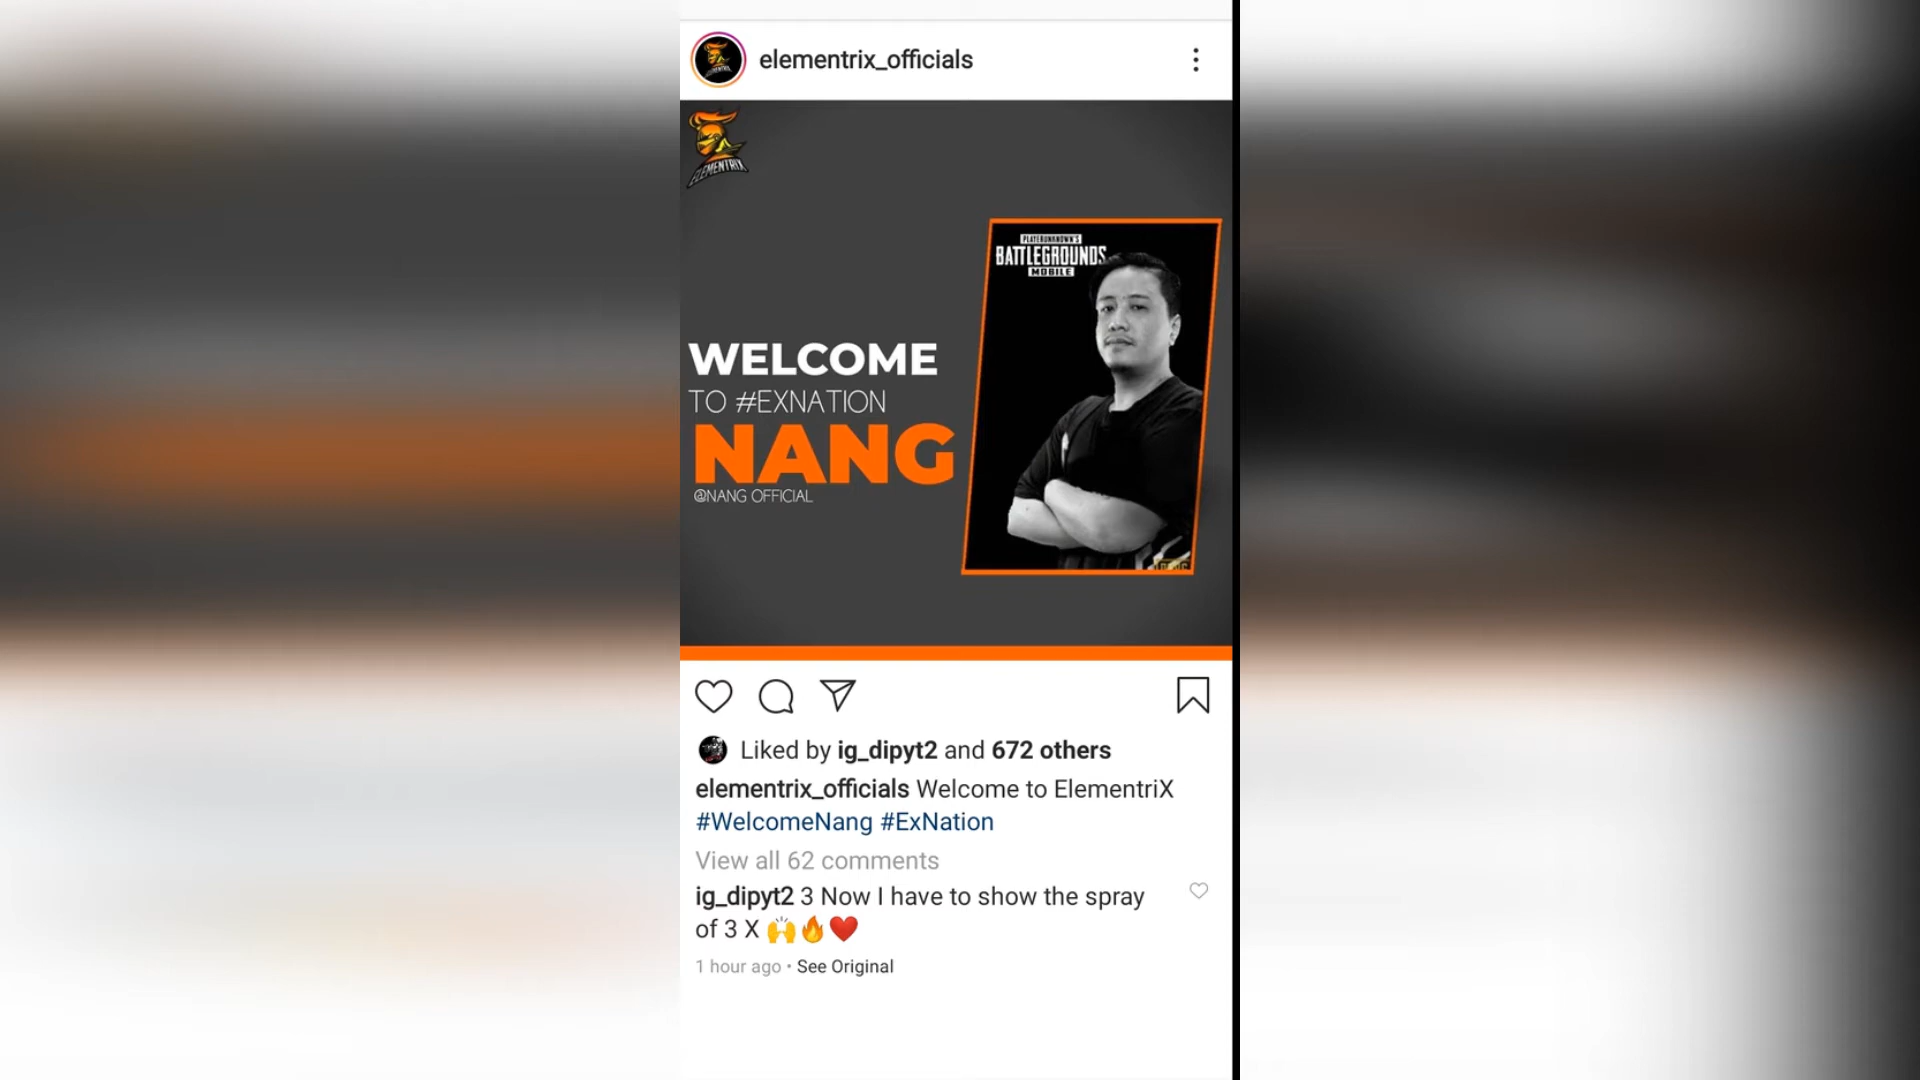 elementrix_officials
ELEMENTRIX
PLAYERUNKNOWN'S
BATTLEGROUNDS
MOBILE
WELCOME
TO #EXNATION
NANG
@NANG OFFICIAL
Liked by ig_dipyt2 and 672 others
elementrix_officials Welcome to ElementriX
#WelcomeNang #ExNation
View all 62 comments
ig_dipyt2 3 Now I have to show the spray
of 3 X 🙌🔥❤️
1 hour ago • See Original